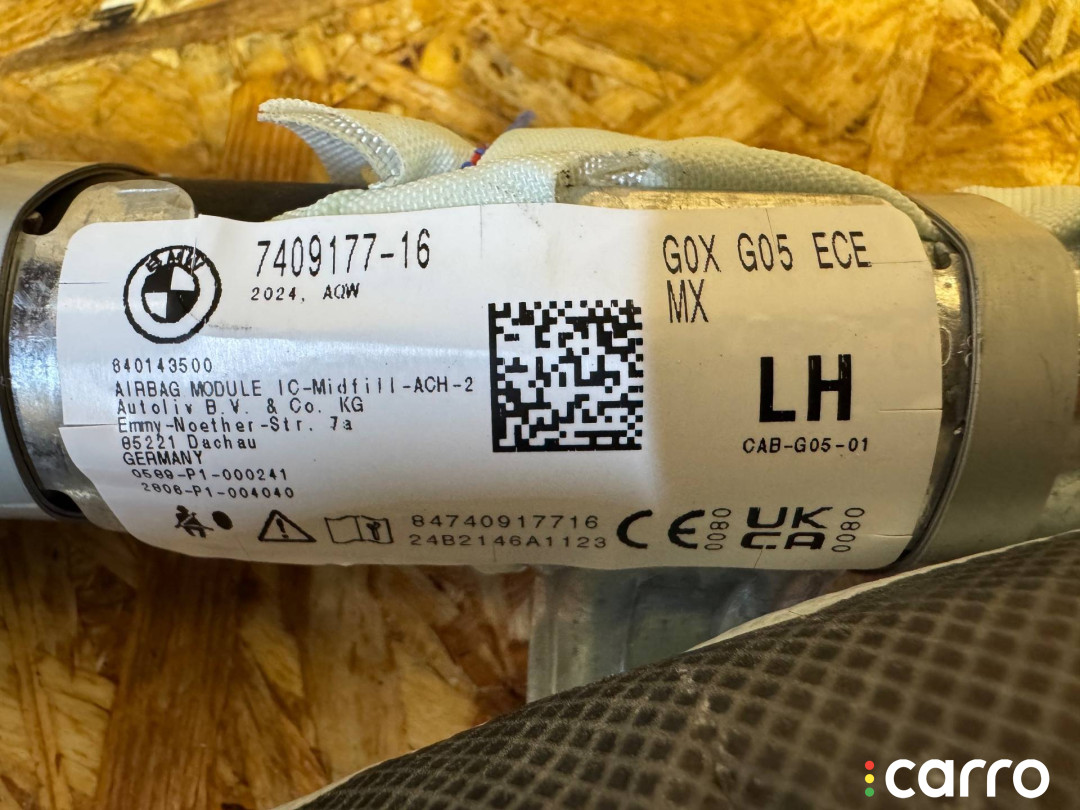 BMW
7409177-16
2024, AQW
G0X G05 ECE
MX
840143500
AIRBAG MODULE IC-Midfill-ACH-2
Autoliv B.V. & Co. KG
Emmy-Noether-Str. 7a
85221 Dachau
GERMANY
0589-P1-000241
2806-P1-004040
LH
CAB-G05-01
84740917716
24B2146A1123
CE 0080
UK
CA 0080
carro